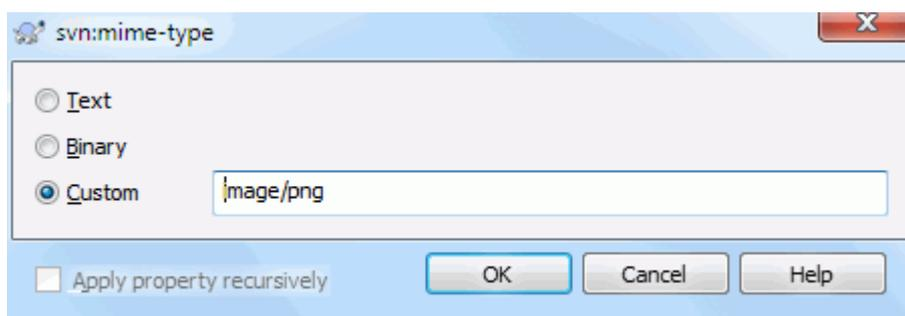 svn:mime-type
Text
Binary
Custom image/png
Apply property recursively OK Cancel Help